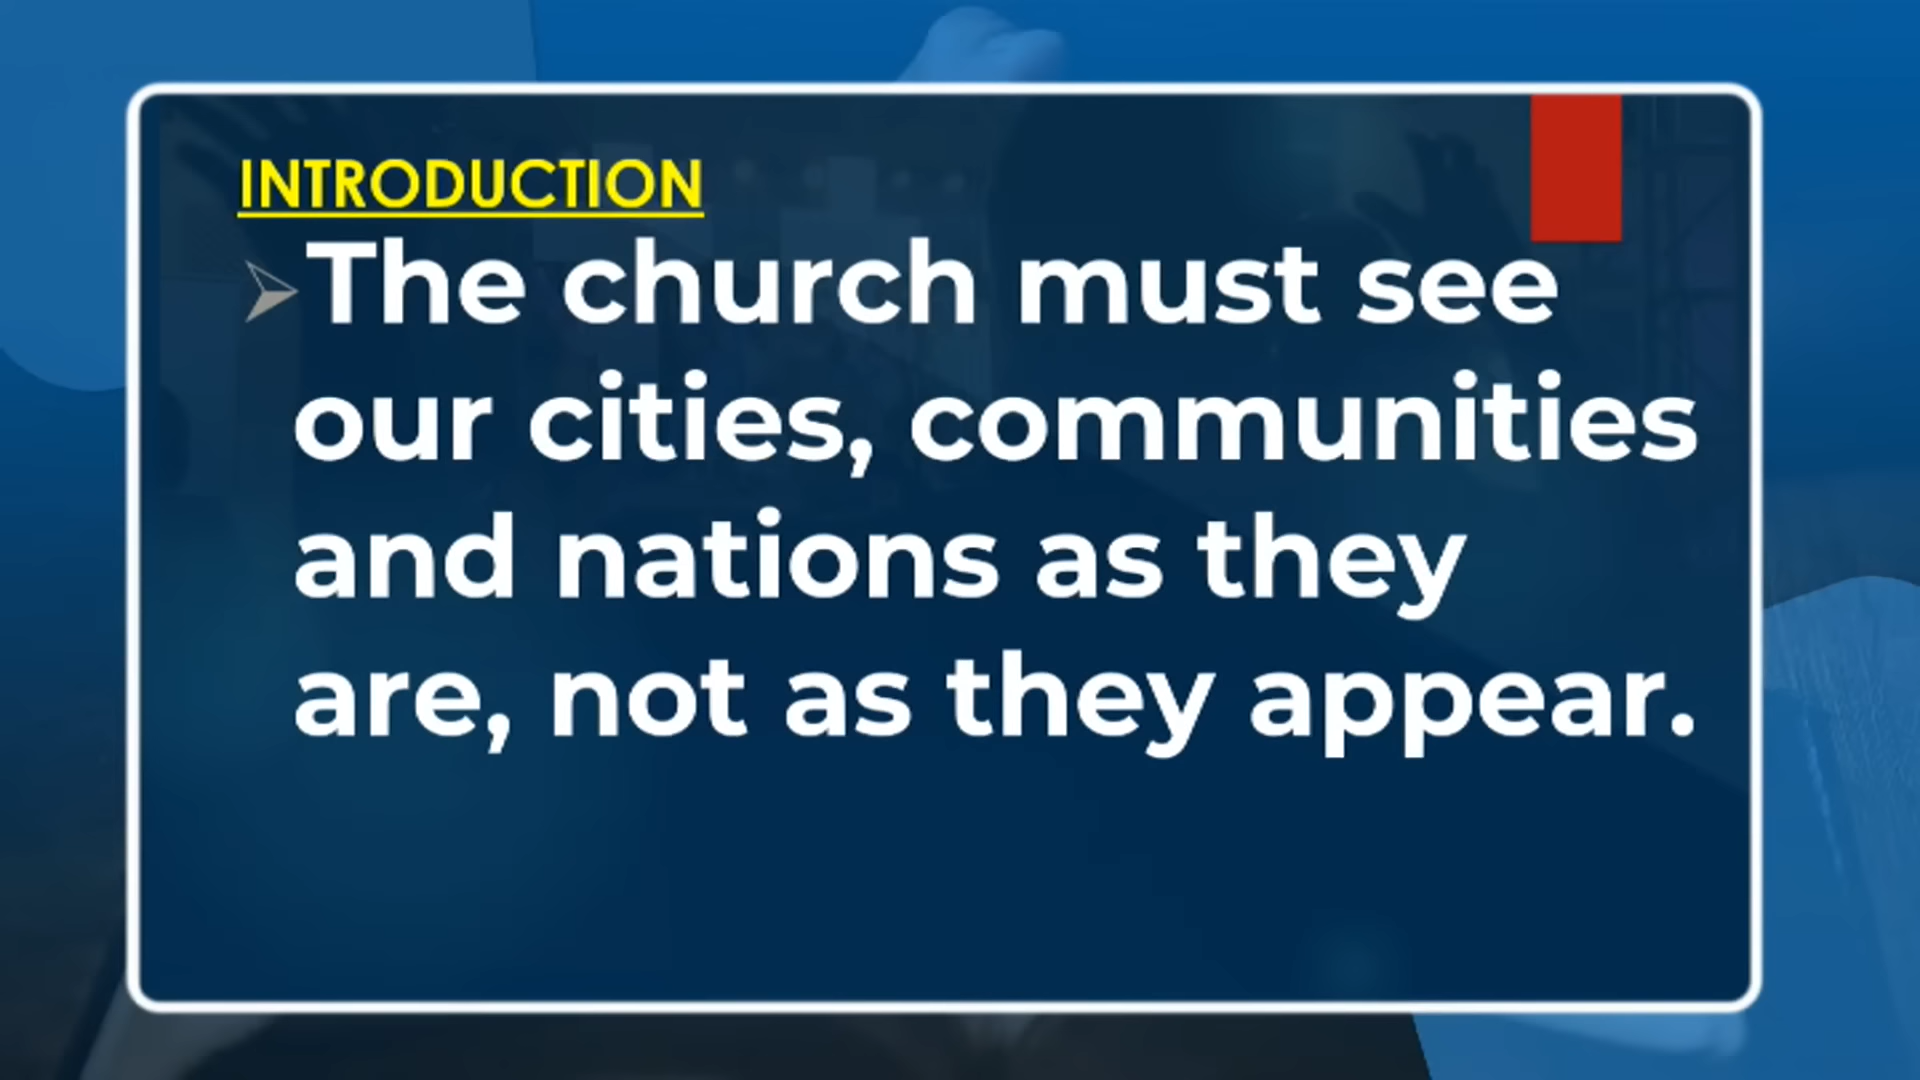 INTRODUCTION
The church must see
our cities, communities
and nations as they
are, not as they appear.